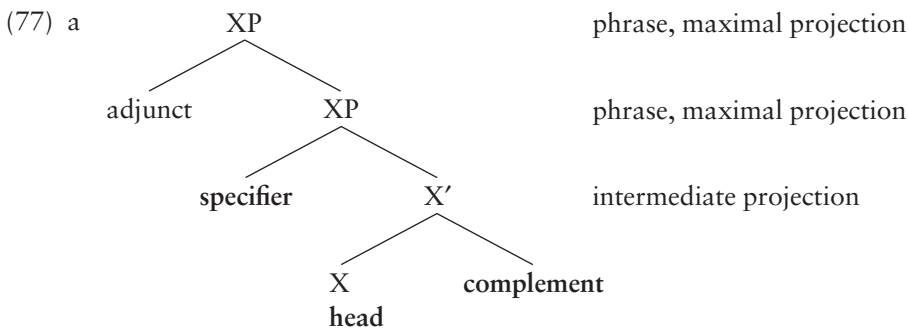 (77) a XP phrase, maximal projection
adjunct XP phrase, maximal projection
specifier X′ intermediate projection
X complement
head